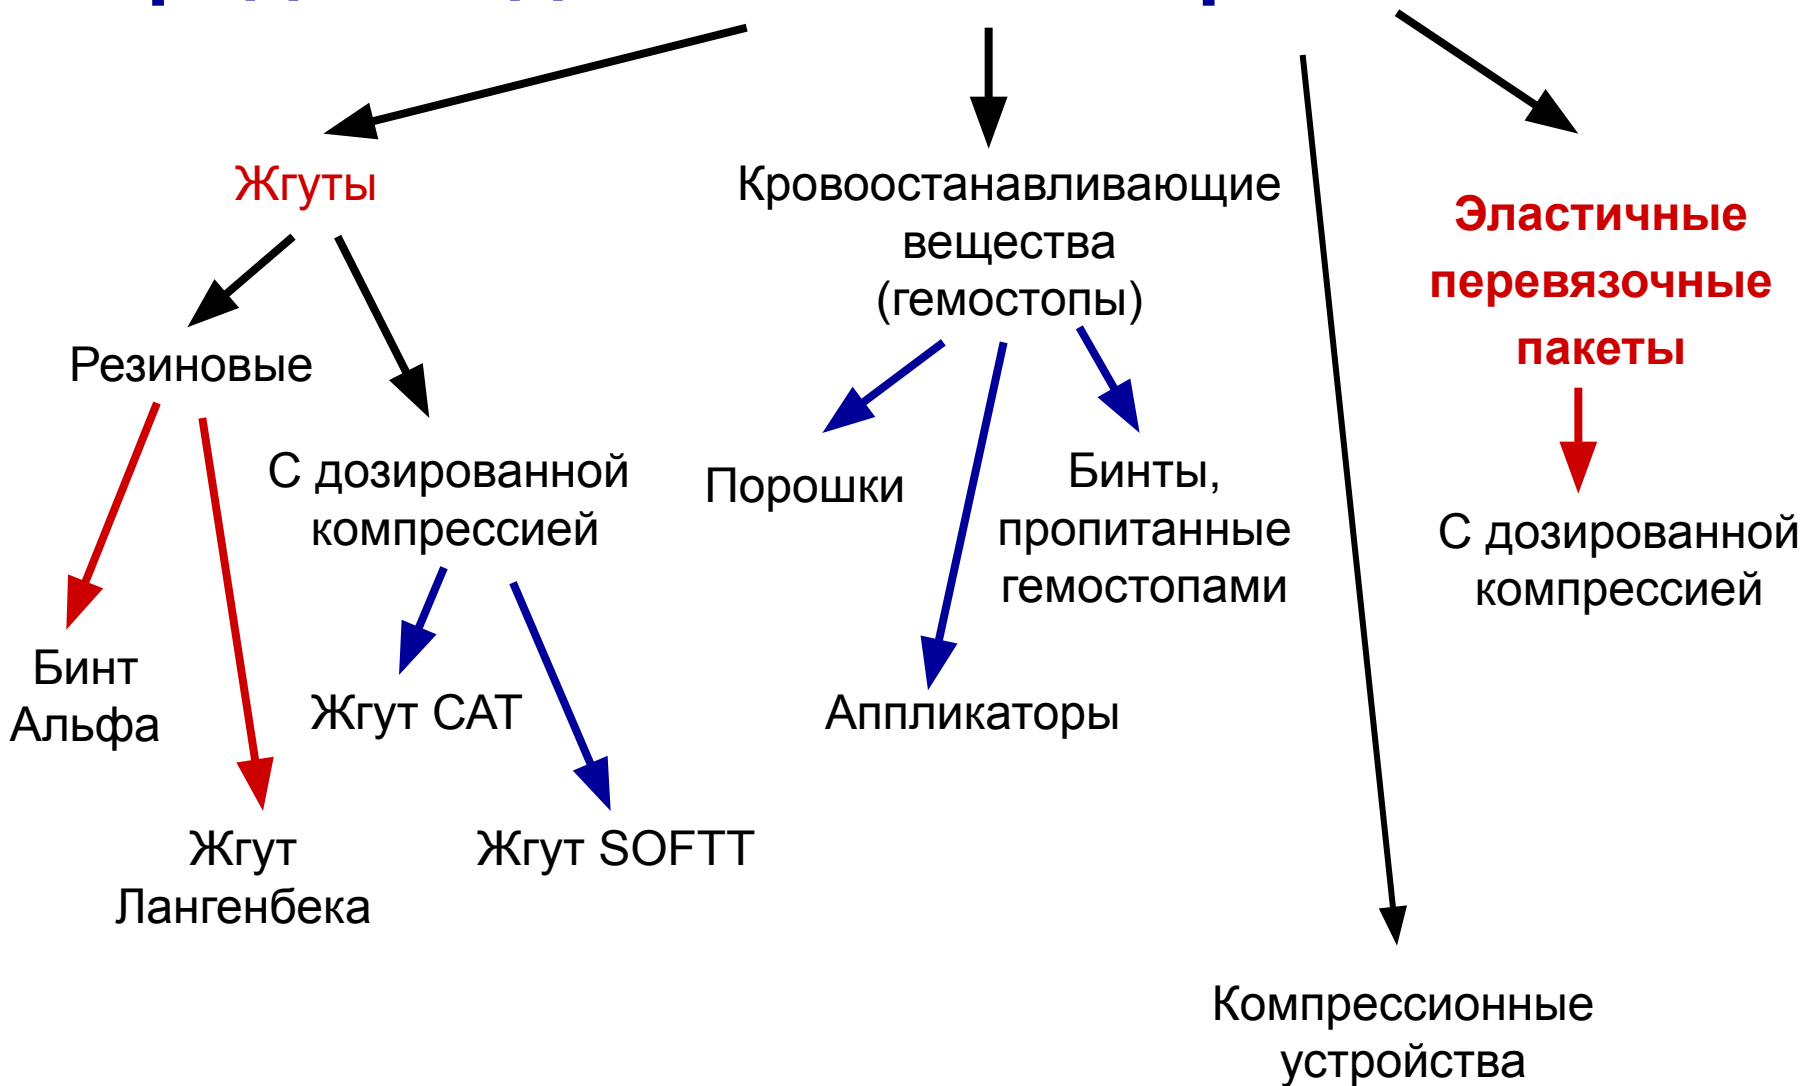 Жгуты
Кровоостанавливающие
вещества
(гемостопы)
Эластичные
перевязочные
пакеты
Резиновые
С дозированной
компрессией
Порошки
Бинты,
пропитанные
гемостопами
С дозированной
компрессией
Бинт
Альфа
Жгут CAT
Аппликаторы
Жгут
Лангенбека
Жгут SOFTT
Компрессионные
устройства